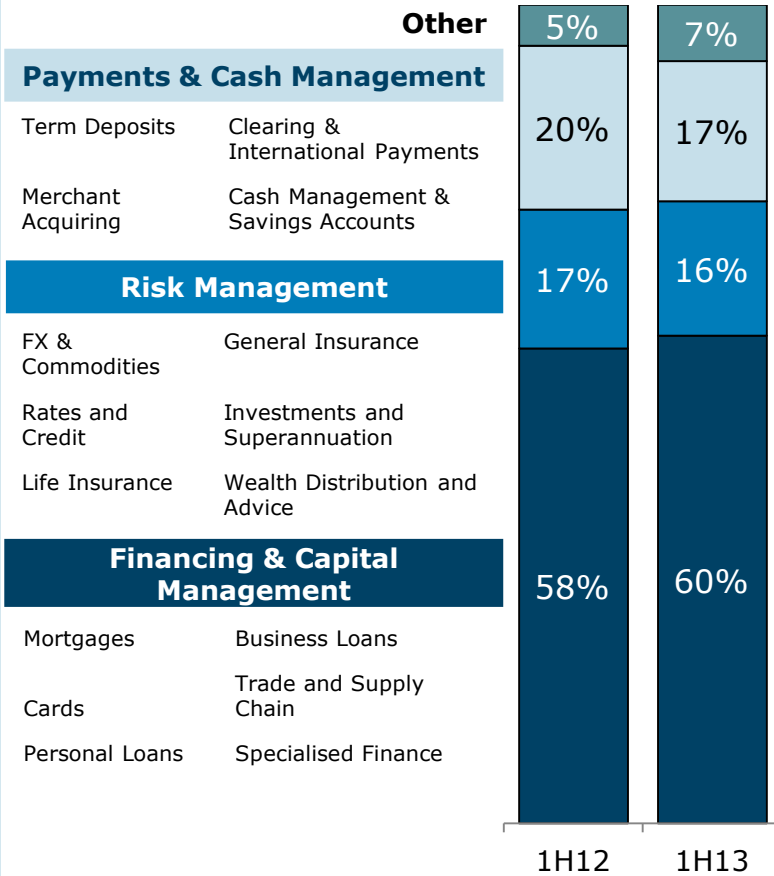 Other
5%
7%
Payments & Cash Management
20%
17%
Term Deposits
Clearing &
International Payments
Merchant
Acquiring
Cash Management &
Savings Accounts
Risk Management
17%
16%
FX &
Commodities
General Insurance
Rates and
Credit
Investments and
Superannuation
Life Insurance
Wealth Distribution and
Advice
Financing & Capital
Management
58%
60%
Mortgages
Business Loans
Cards
Trade and Supply
Chain
Personal Loans
Specialised Finance
1H12
1H13